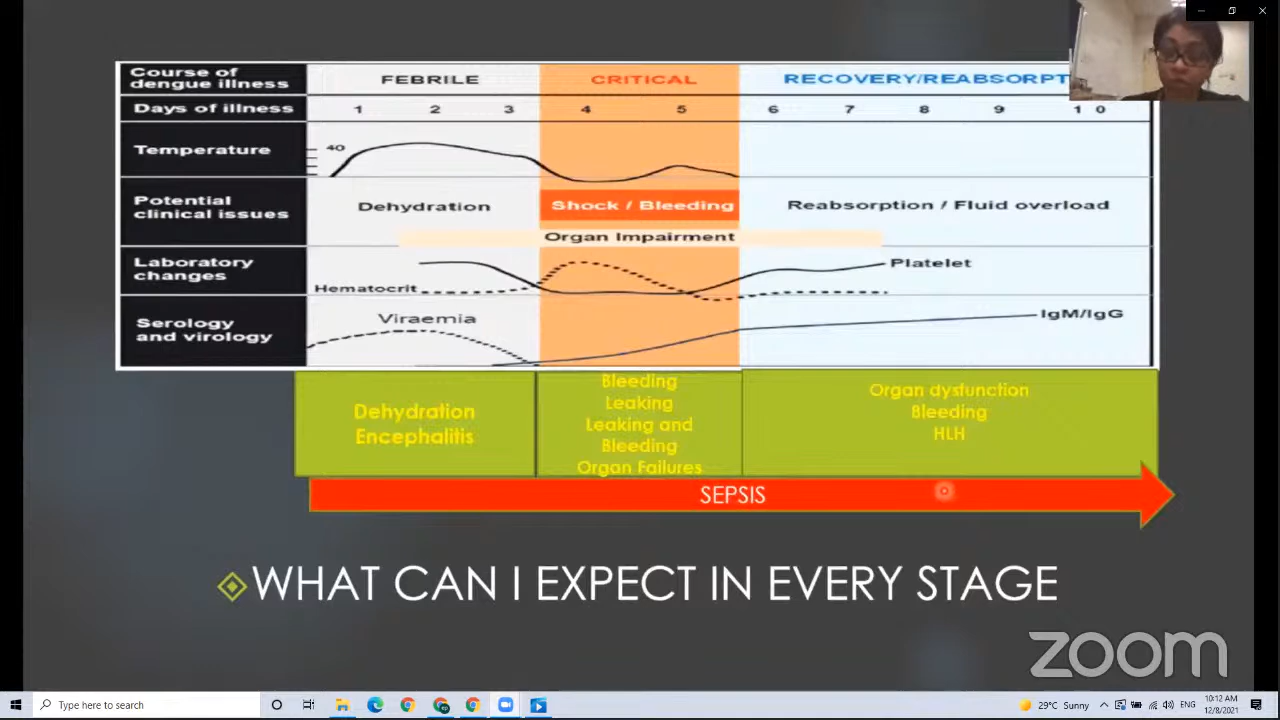 Course of dengue illness FEBRILE CRITICAL RECOVERY/REABSORPT
Days of illness 1 2 3 4 5 6 7 8 9 1 0
Temperature 40
Potential clinical issues Dehydration Shock / Bleeding Reabsorption / Fluid overload
Organ Impairment
Laboratory changes Hematocrit Platelet
Serology and virology Viraemia IgM/IgG
Dehydration
Encephalitis
Bleeding
Leaking
Leaking and
Bleeding
Organ Failures
Organ dysfunction
Bleeding
HLH
SEPSIS
WHAT CAN I EXPECT IN EVERY STAGE
zoom
Type here to search
29°C Sunny
ENG
10:12 AM
12/8/2021